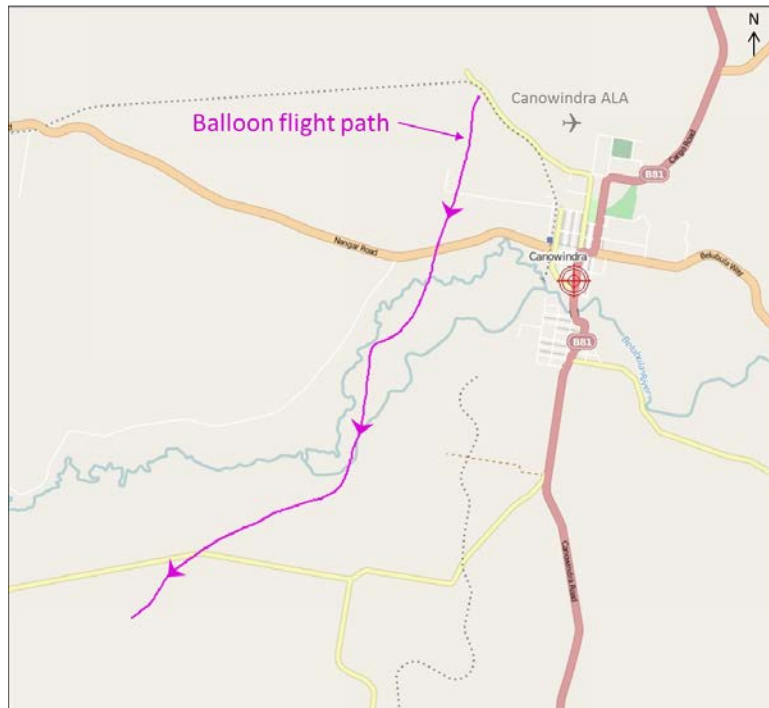 N
Canowindra ALA
Balloon flight path
Cargo Road
B81
Nangar Road
Canowindra
Belubula Way
B81
Belubula River
Canowindra Road